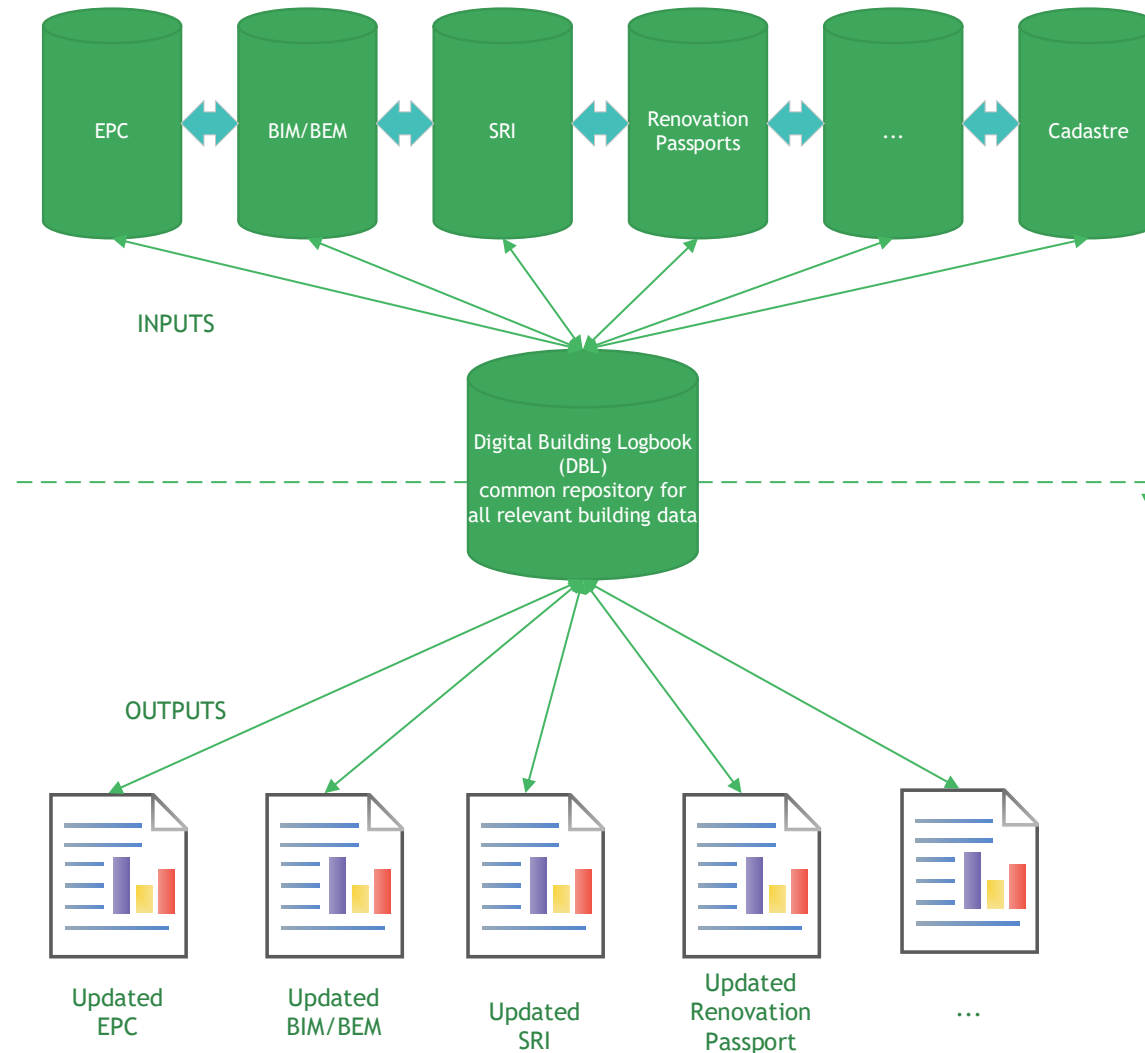 EPC
BIM/BEM
SRI
Renovation
Passports
...
Cadastre
INPUTS
Digital Building Logbook
(DBL)
common repository for
all relevant building data
OUTPUTS
Updated
EPC
Updated
BIM/BEM
Updated
SRI
Updated
Renovation
Passport
...